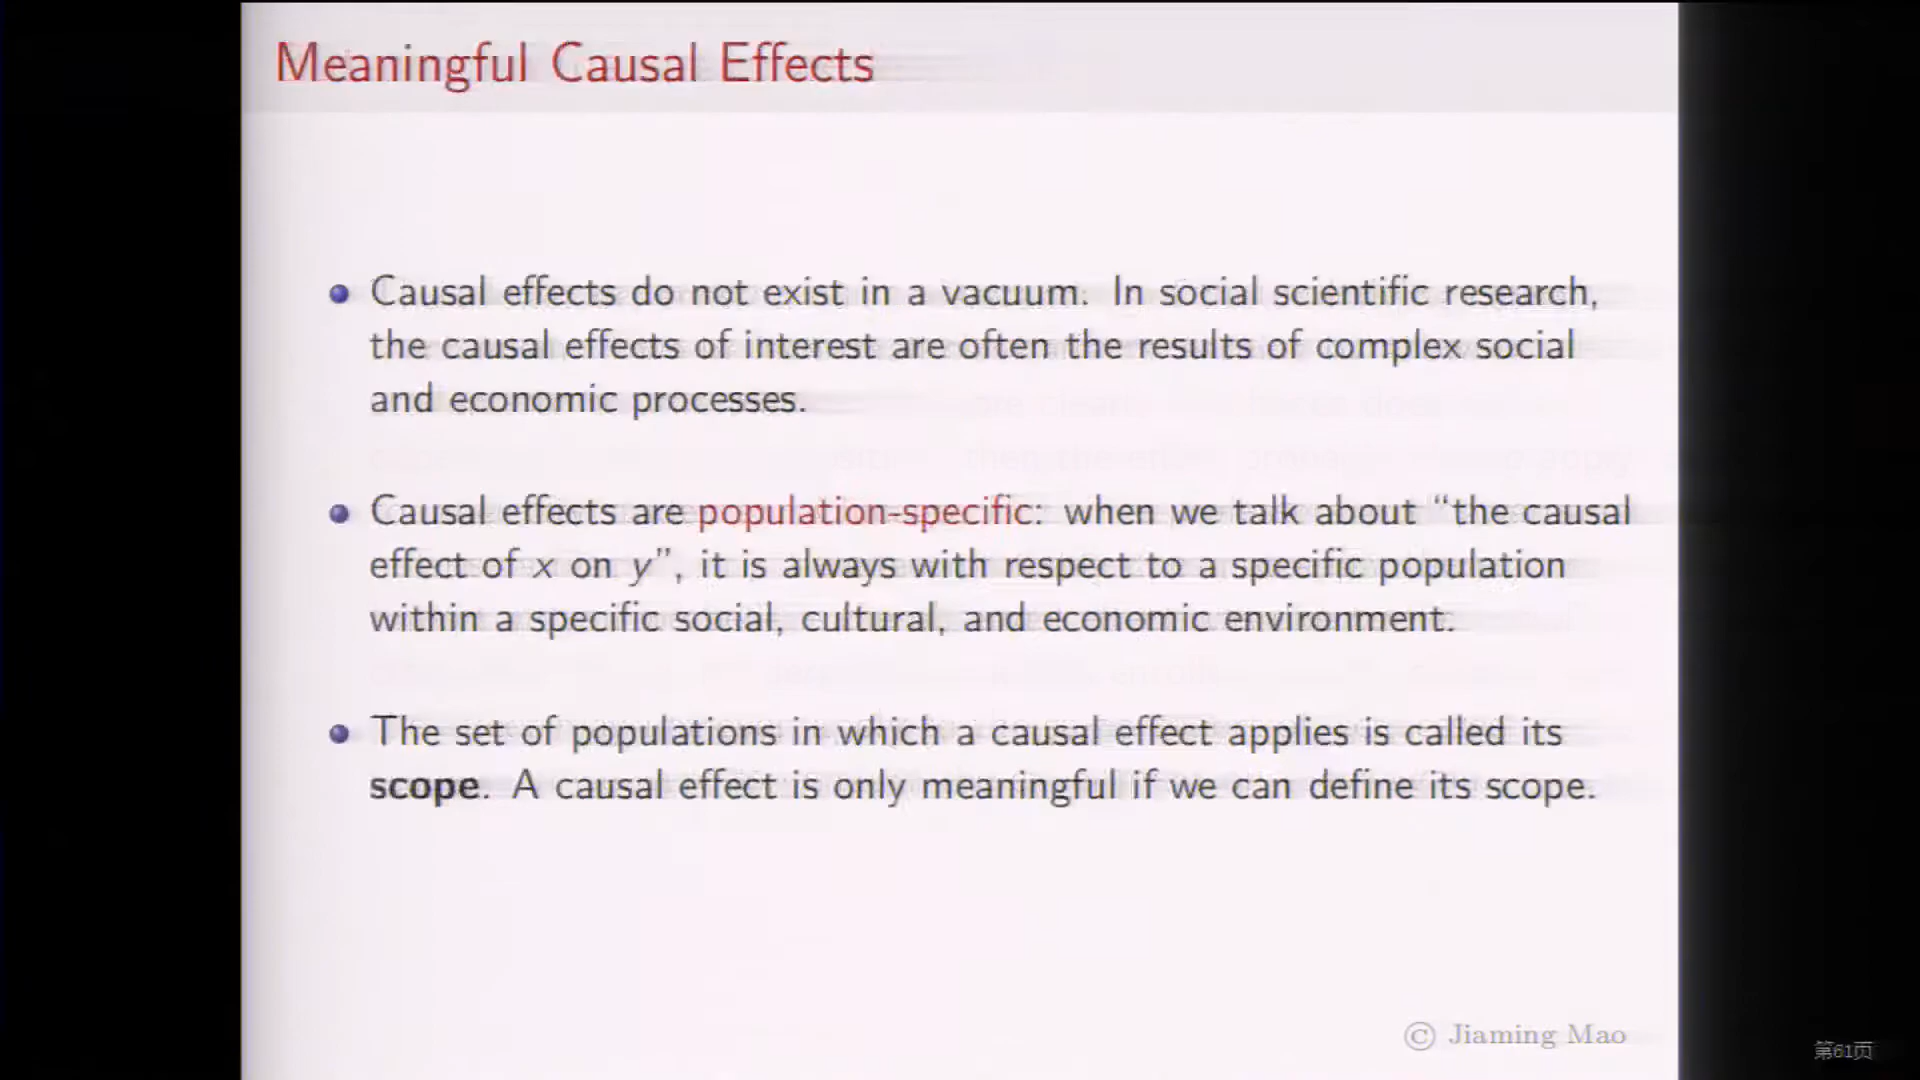 Meaningful Causal Effects
Causal effects do not exist in a vacuum. In social scientific research,
the causal effects of interest are often the results of complex social
and economic processes.
Causal effects are population-specific: when we talk about “the causal
effect of x on y”, it is always with respect to a specific population
within a specific social, cultural, and economic environment.
The set of populations in which a causal effect applies is called its
scope. A causal effect is only meaningful if we can define its scope.
© Jiaming Mao
第61页